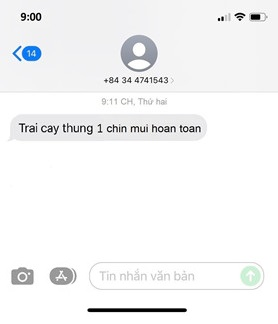 9:00
14
+84 34 4741543
9:11 CH, Thứ hai
Trai cay thung 1 chin mui hoan toan
Tin nhắn văn bản